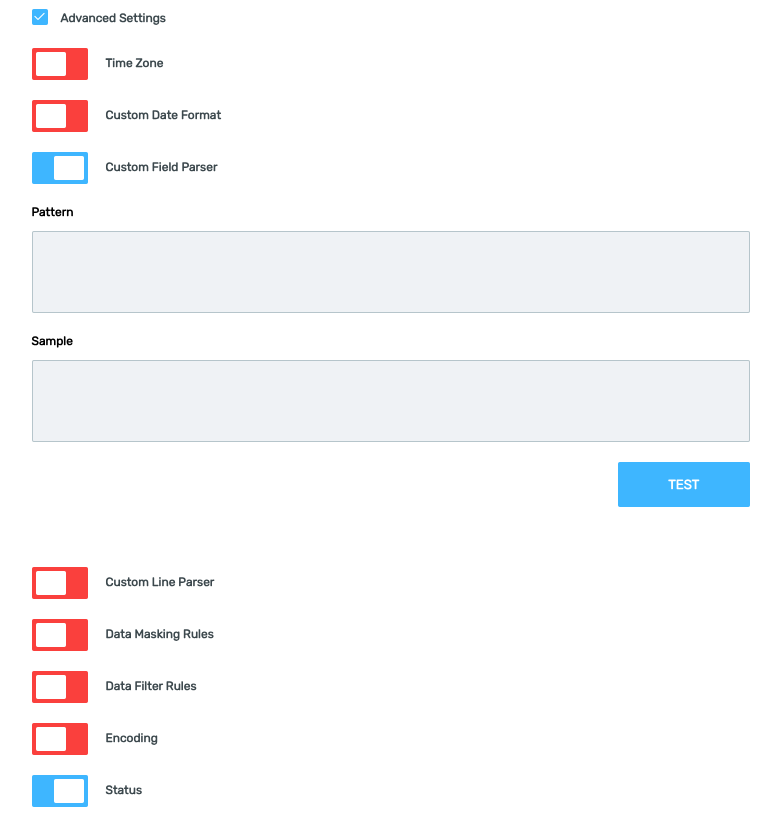 Advanced Settings
Time Zone
Custom Date Format
Custom Field Parser
Pattern
Sample
TEST
Custom Line Parser
Data Masking Rules
Data Filter Rules
Encoding
Status